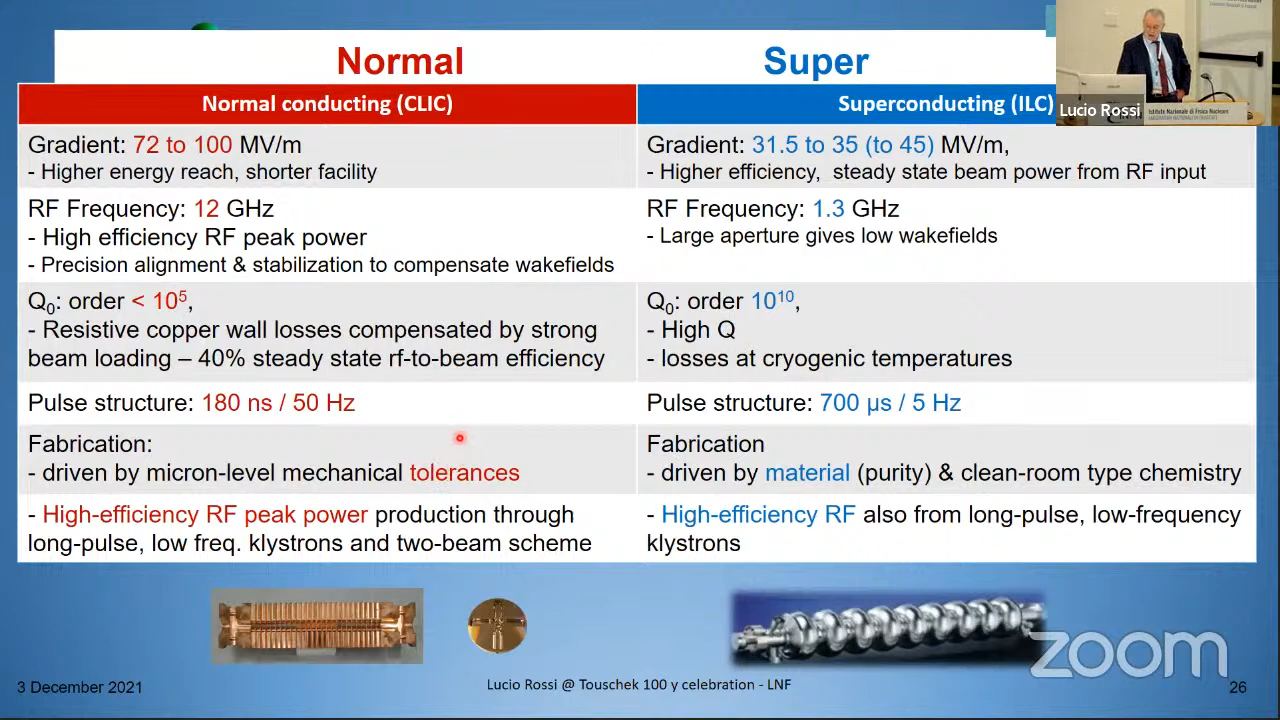 Normal
Super
Normal conducting (CLIC)
Superconducting (ILC)
Lucio Rossi
Istituto Nazionale di Fisica Nucleare
Gradient: 72 to 100 MV/m
- Higher energy reach, shorter facility
Gradient: 31.5 to 35 (to 45) MV/m,
- Higher efficiency, steady state beam power from RF input
RF Frequency: 12 GHz
- High efficiency RF peak power
- Precision alignment & stabilization to compensate wakefields
RF Frequency: 1.3 GHz
- Large aperture gives low wakefields
Q₀: order < 10⁵,
- Resistive copper wall losses compensated by strong
beam loading – 40% steady state rf-to-beam efficiency
Q₀: order 10¹⁰,
- High Q
- losses at cryogenic temperatures
Pulse structure: 180 ns / 50 Hz
Pulse structure: 700 μs / 5 Hz
Fabrication:
- driven by micron-level mechanical tolerances
Fabrication
- driven by material (purity) & clean-room type chemistry
- High-efficiency RF peak power production through
long-pulse, low freq. klystrons and two-beam scheme
- High-efficiency RF also from long-pulse, low-frequency
klystrons
zoom
3 December 2021
Lucio Rossi @ Touschek 100 y celebration - LNF
26